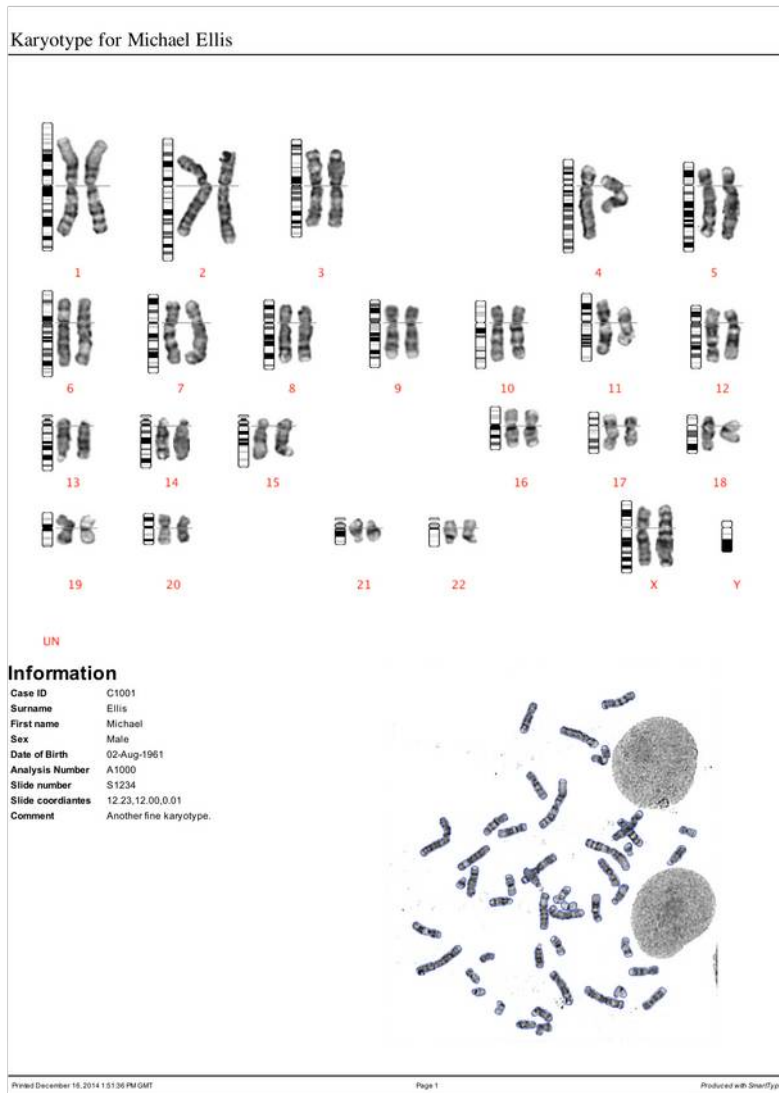 Karyotype for Michael Ellis
1 2 3 4 5
6 7 8 9 10 11 12
13 14 15 16 17 18
19 20 21 22 X Y
UN
Information
Case ID C1001
Surname Ellis
First name Michael
Sex Male
Date of Birth 02-Aug-1961
Analysis Number A1000
Slide number S1234
Slide coordiantes 12.23,12.00,0.01
Comment Another fine karyotype.
Printed December 16, 2014 1:51:36 PM GMT Page 1 Produced with SmartTyp